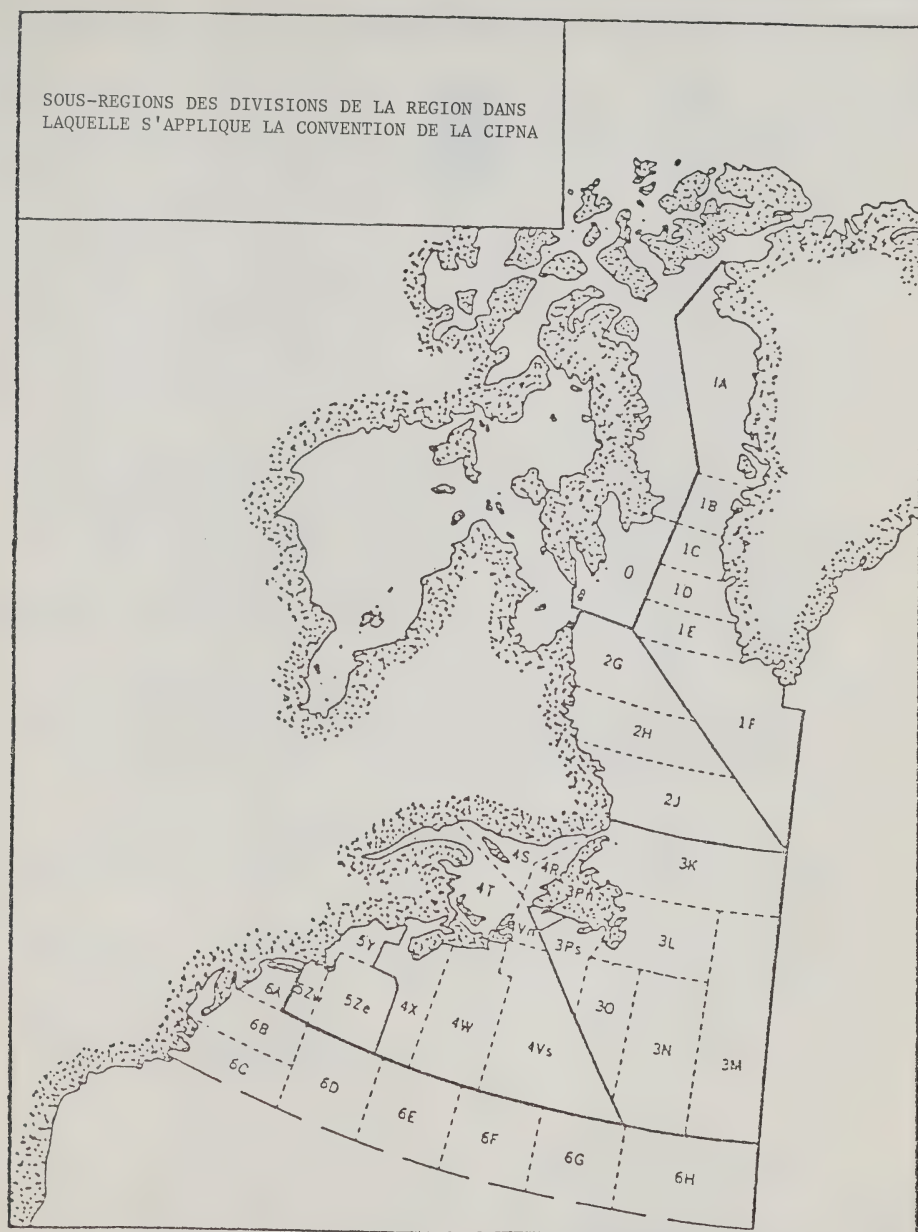 SOUS-REGIONS DES DIVISIONS DE LA REGION DANS
LAQUELLE S'APPLIQUE LA CONVENTION DE LA CIPNA
1A
1B
1C
0
1D
1E
2G
1F
2H
2J
4S
4R
3K
4T
3Pn
4Vn
5Y
3Ps
3L
6A
5Zw
5Ze
4X
3O
6B
4W
3N
3M
4Vs
6C
6D
6E
6F
6G
6H